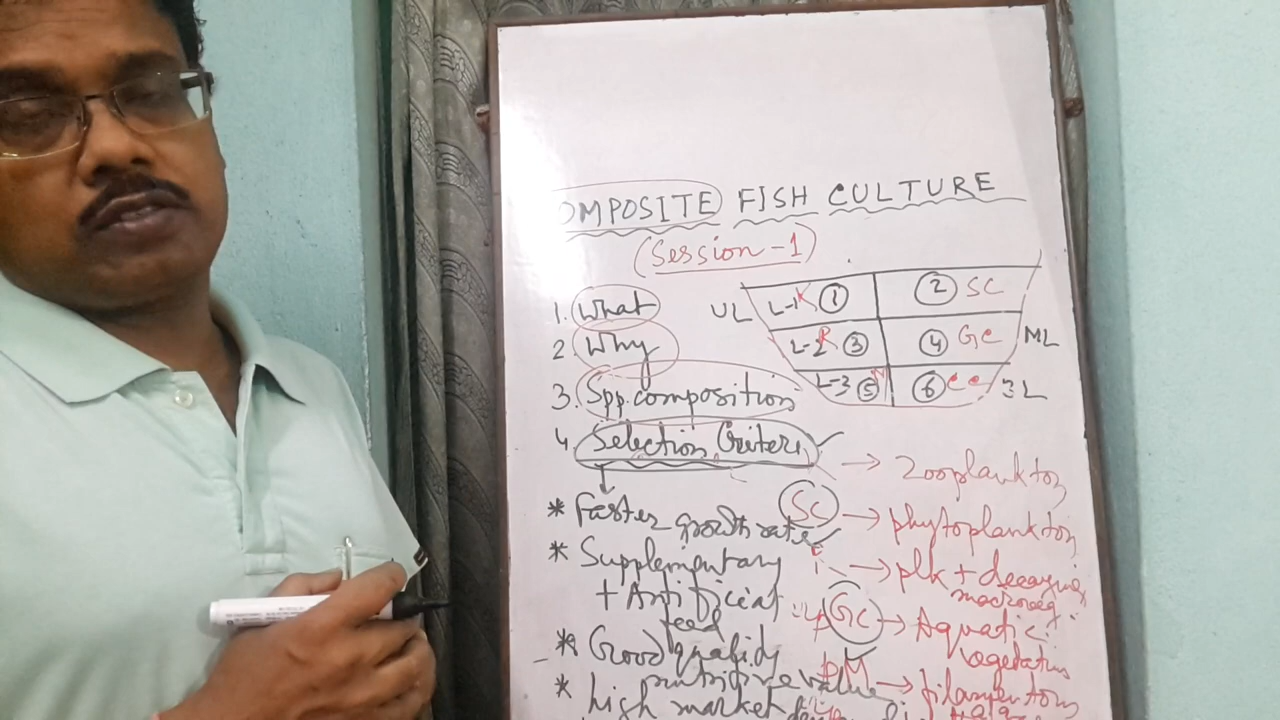 OMPOSITE FISH CULTURE
(Session-1)
1. What
2. Why
3. Spp. composition
4 Selection Criteri
UL L-1 K 1 2 SC
L-2 R 3 4 GC ML
L-3 5 6 CC BL
→ Zooplankton
SC → phytoplankton
→ plk + decaying
macroveg.
GC → Aquatic
vegetation
→ filamentous
* Faster growth rate
* Supplementary
+ Artificial
feed
* Good quality
nutritive value
* high market